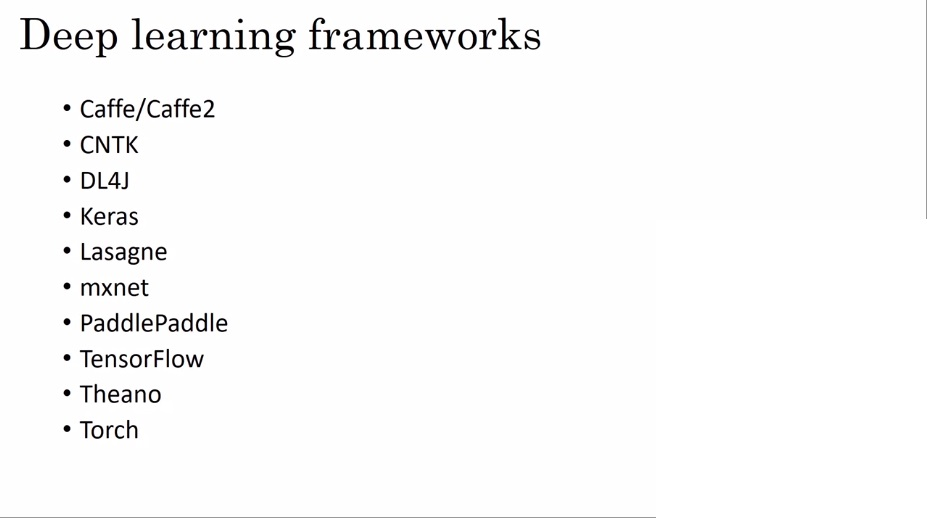 Deep learning frameworks
• Caffe/Caffe2
• CNTK
• DL4J
• Keras
• Lasagne
• mxnet
• PaddlePaddle
• TensorFlow
• Theano
• Torch